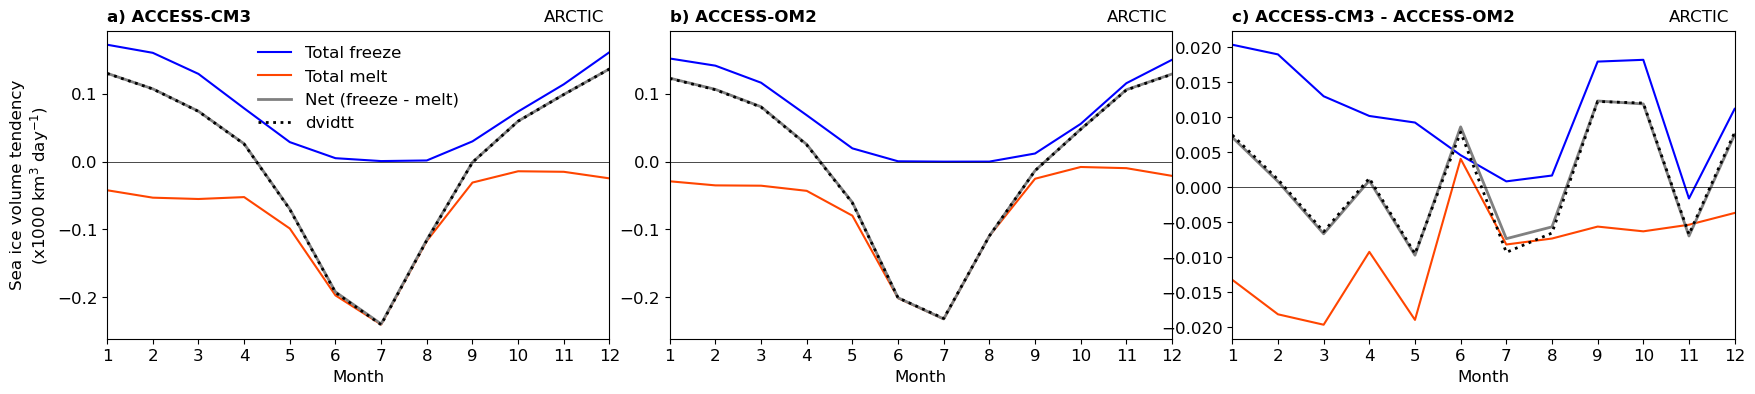 a) ACCESS-CM3 ARCTIC
b) ACCESS-OM2 ARCTIC
c) ACCESS-CM3 - ACCESS-OM2 ARCTIC
Sea ice volume tendency
(x1000 km³ day⁻¹)
Total freeze
Total melt
Net (freeze - melt)
dvidtt
0.1
0.0
−0.1
−0.2
1 2 3 4 5 6 7 8 9 10 11 12
Month
0.1
0.0
−0.1
−0.2
1 2 3 4 5 6 7 8 9 10 11 12
Month
0.020
0.015
0.010
0.005
0.000
−0.005
−0.010
−0.015
−0.020
1 2 3 4 5 6 7 8 9 10 11 12
Month